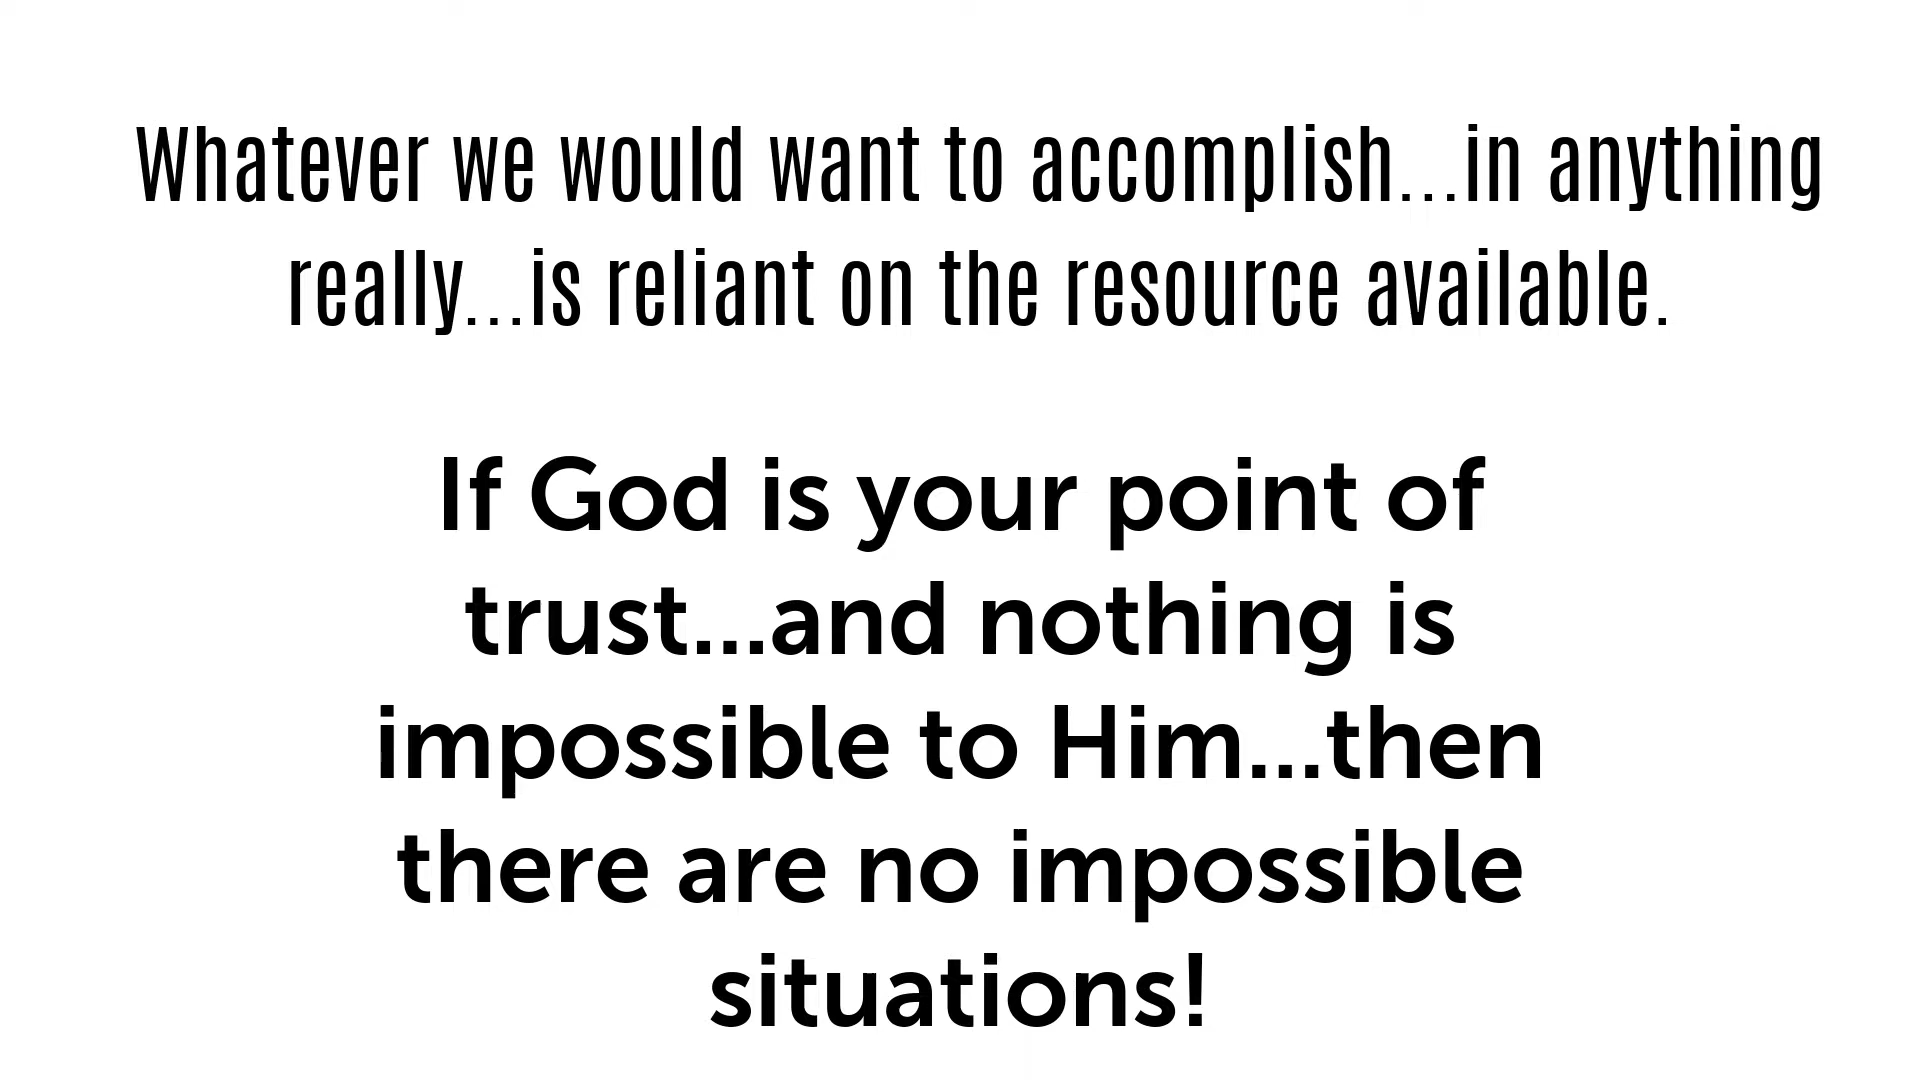 Whatever we would want to accomplish...in anything
really...is reliant on the resource available.
If God is your point of
trust...and nothing is
impossible to Him...then
there are no impossible
situations!